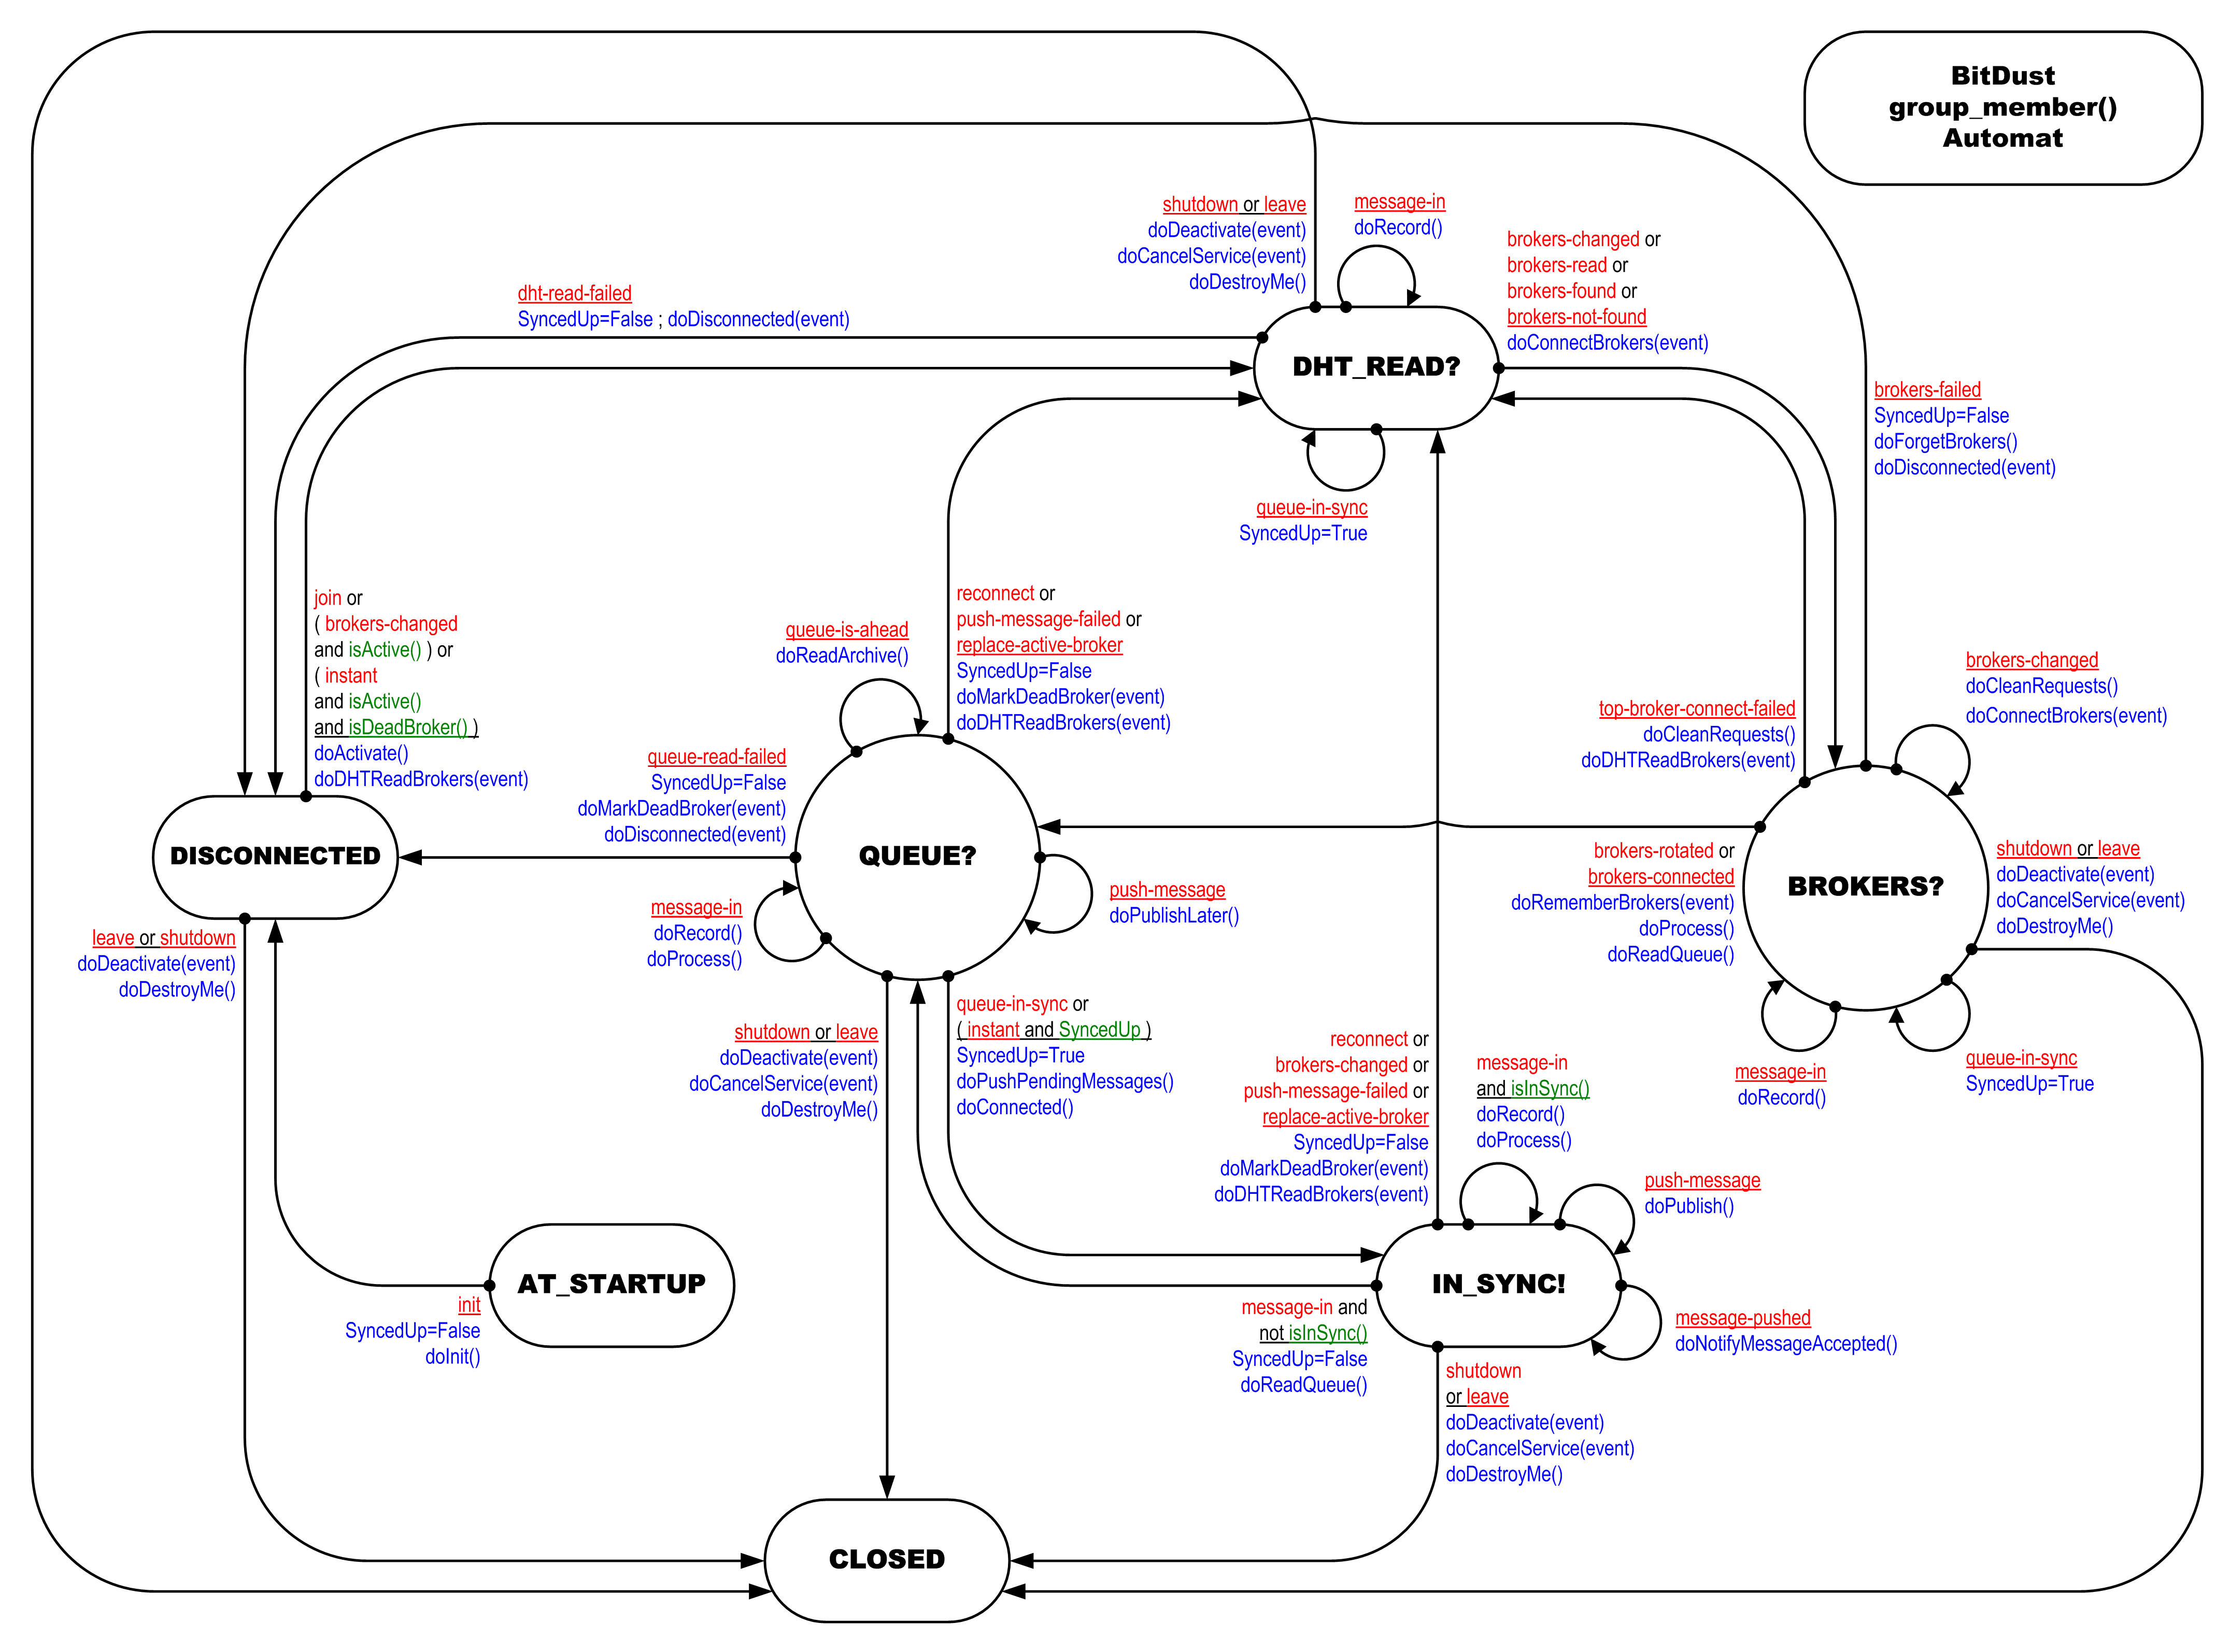 BitDust
group_member()
Automat
shutdown or leave
doDeactivate(event)
doCancelService(event)
doDestroyMe()
message-in
doRecord()
brokers-changed or
brokers-read or
brokers-found or
brokers-not-found
doConnectBrokers(event)
dht-read-failed
SyncedUp=False ; doDisconnected(event)
DHT_READ?
brokers-failed
SyncedUp=False
doForgetBrokers()
doDisconnected(event)
queue-in-sync
SyncedUp=True
join or
( brokers-changed
and isActive() ) or
( instant
and isActive()
and isDeadBroker() )
doActivate()
doDHTReadBrokers(event)
queue-is-ahead
doReadArchive()
reconnect or
push-message-failed or
replace-active-broker
SyncedUp=False
doMarkDeadBroker(event)
doDHTReadBrokers(event)
top-broker-connect-failed
doCleanRequests()
doDHTReadBrokers(event)
brokers-changed
doCleanRequests()
doConnectBrokers(event)
queue-read-failed
SyncedUp=False
doMarkDeadBroker(event)
doDisconnected(event)
DISCONNECTED
QUEUE?
BROKERS?
brokers-rotated or
brokers-connected
doRememberBrokers(event)
doProcess()
doReadQueue()
shutdown or leave
doDeactivate(event)
doCancelService(event)
doDestroyMe()
push-message
doPublishLater()
message-in
doRecord()
doProcess()
leave or shutdown
doDeactivate(event)
doDestroyMe()
shutdown or leave
doDeactivate(event)
doCancelService(event)
doDestroyMe()
queue-in-sync or
( instant and SyncedUp )
SyncedUp=True
doPushPendingMessages()
doConnected()
reconnect or
brokers-changed or
push-message-failed or
replace-active-broker
SyncedUp=False
doMarkDeadBroker(event)
doDHTReadBrokers(event)
message-in
and isInSync()
doRecord()
doProcess()
message-in
doRecord()
queue-in-sync
SyncedUp=True
push-message
doPublish()
AT_STARTUP
IN_SYNC!
init
SyncedUp=False
doInit()
message-in and
not isInSync()
SyncedUp=False
doReadQueue()
message-pushed
doNotifyMessageAccepted()
shutdown
or leave
doDeactivate(event)
doCancelService(event)
doDestroyMe()
CLOSED